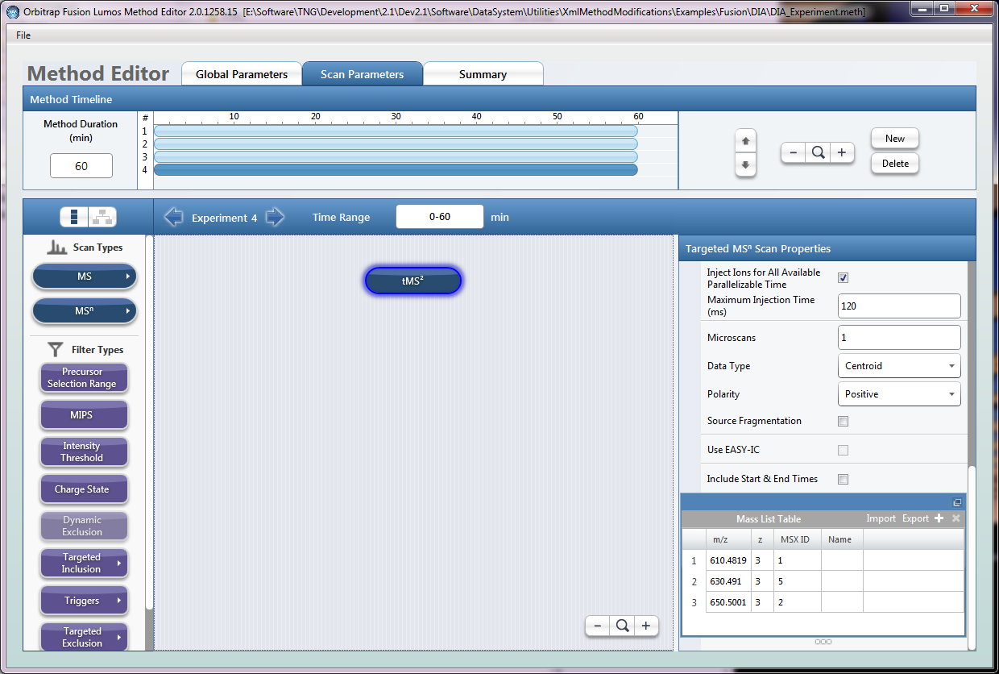 Orbitrap Fusion Lumos Method Editor 2.0.1258.15 [E:\Software\TNG\Development\2.1\Dev2.1\Software\DataSystem\Utilities\XmlMethodModifications\Examples\Fusion\DIA\DIA_Experiment.meth]
File
Method Editor
Global Parameters
Scan Parameters
Summary
Method Timeline
Method Duration
(min)
60
# 10 20 30 40 50 60
1
2
3
4
New
Delete
Experiment 4
Time Range
0-60
min
Scan Types
MS
MSⁿ
Filter Types
Precursor
Selection Range
MIPS
Intensity
Threshold
Charge State
Dynamic
Exclusion
Targeted
Inclusion
Triggers
Targeted
Exclusion
tMS²
Targeted MSⁿ Scan Properties
Inject Ions for All Available
Parallelizable Time
Maximum Injection Time
(ms)
120
Microscans
1
Data Type
Centroid
Polarity
Positive
Source Fragmentation
Use EASY-IC
Include Start & End Times
Mass List Table
Import Export
m/z z MSX ID Name
1 610.4819 3 1
2 630.491 3 5
3 650.5001 3 2